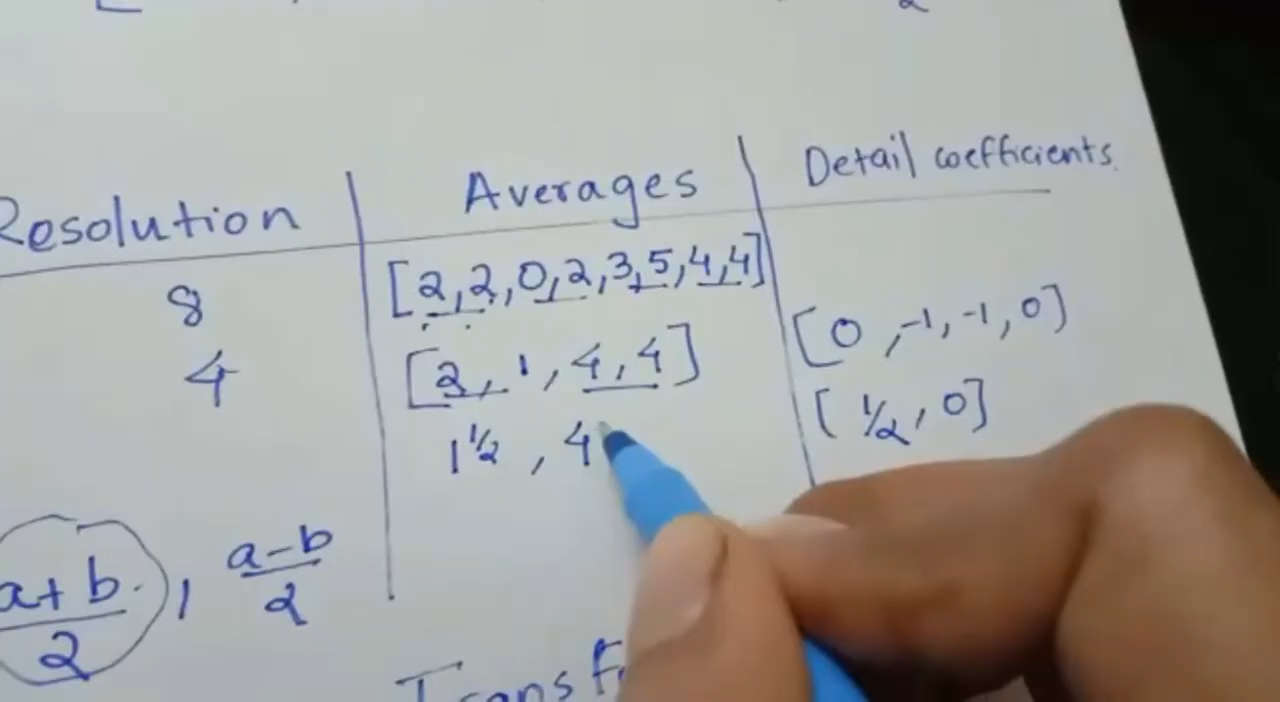 Resolution | Averages | Detail coefficients.
8 [2,2,0,2,3,5,4,4]
4 [2,1,4,4] [0,-1,-1,0]
1½, 4 [½,0]
a+b/2, a-b/2
Transf